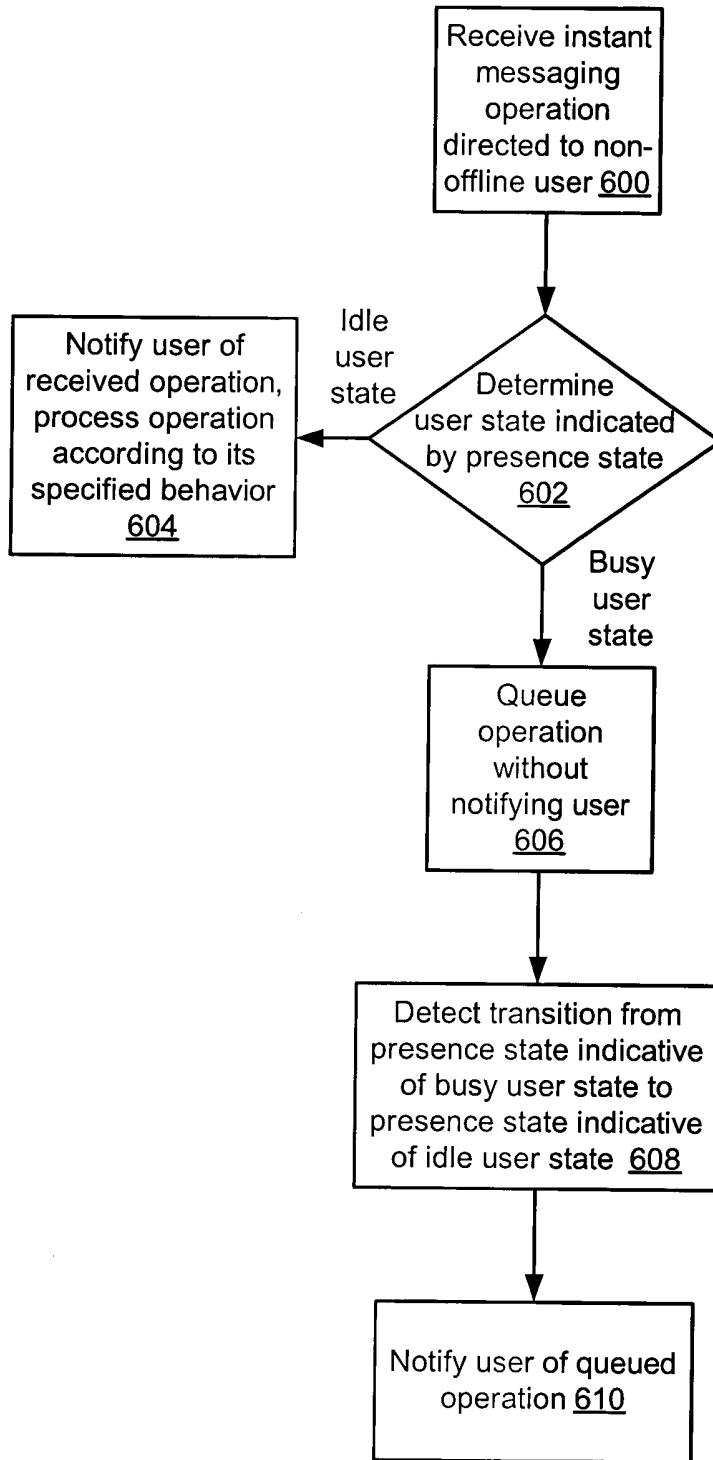 Receive instant
messaging
operation
directed to non-
offline user 600
Idle
user
state
Notify user of
received operation,
process operation
according to its
specified behavior
604
Determine
user state indicated
by presence state
602
Busy
user
state
Queue
operation
without
notifying user
606
Detect transition from
presence state indicative
of busy user state to
presence state indicative
of idle user state 608
Notify user of queued
operation 610